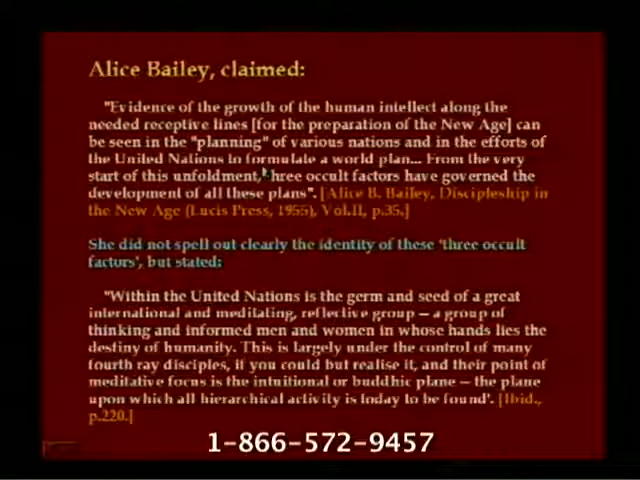 Alice Bailey, claimed:
"Evidence of the growth of the human intellect along the
needed receptive lines [for the preparation of the New Age] can
be seen in the "planning" of various nations and in the efforts of
the United Nations to formulate a world plan... From the very
start of this unfoldment, three occult factors have governed the
development of all these plans". [Alice B. Bailey, Discipleship in
the New Age (Lucis Press, 1955), Vol.II, p.35.]
She did not spell out clearly the identity of these 'three occult
factors', but stated:
"Within the United Nations is the germ and seed of a great
international and meditating, reflective group – a group of
thinking and informed men and women in whose hands lies the
destiny of humanity. This is largely under the control of many
fourth ray disciples, if you could but realise it, and their point of
meditative focus is the intuitional or buddhic plane – the plane
upon which all hierarchical activity is today to be found'. [Ibid.,
p.220.]
1-866-572-9457